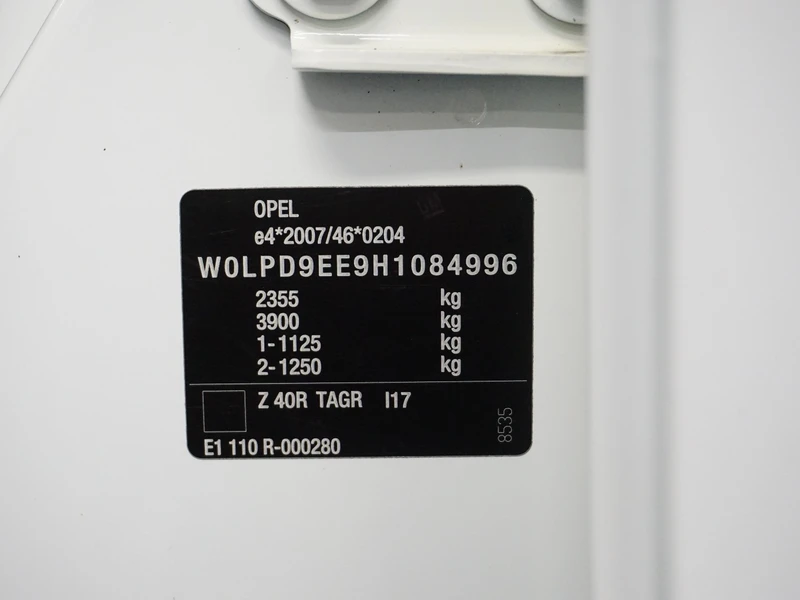 OPEL
e4*2007/46*0204
W0LPD9EE9H1084996
2355 kg
3900 kg
1-1125 kg
2-1250 kg
Z 40R TAGR I17
8535
E1 110 R-000280